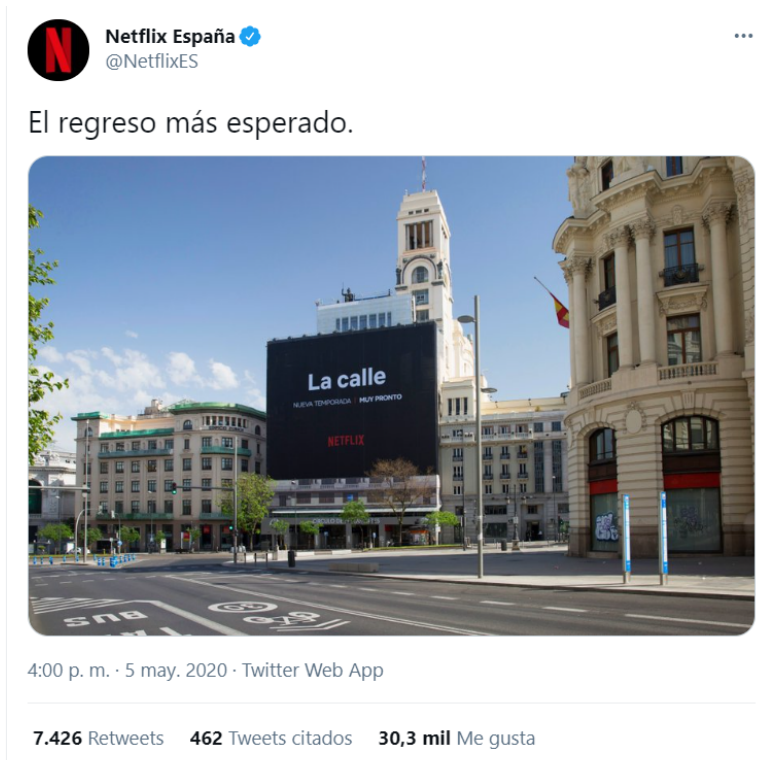 Netflix España
@NetflixES
El regreso más esperado.
La calle
NUEVA TEMPORADA | MUY PRONTO
NETFLIX
BUS
4:00 p. m. · 5 may. 2020 · Twitter Web App
7.426 Retweets 462 Tweets citados 30,3 mil Me gusta